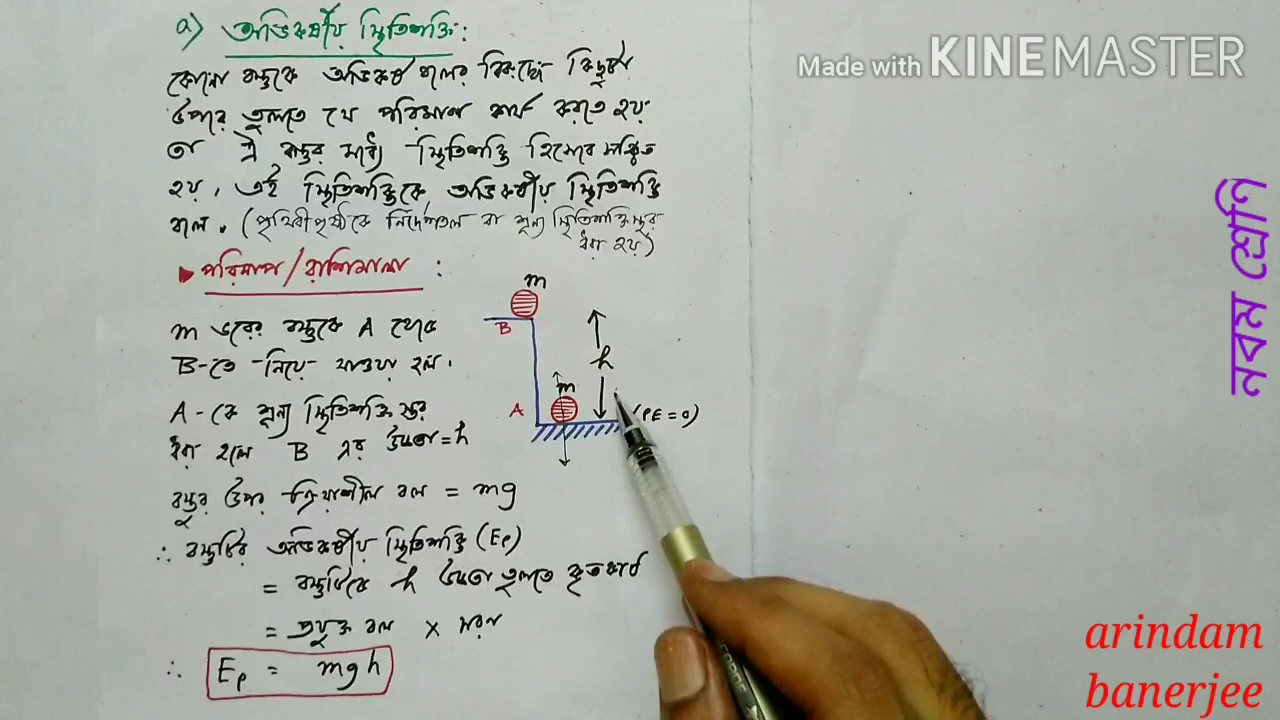 a) অভিকর্ষীয় স্থিতিশক্তি:
কোনো বস্তুকে অভিকর্ষ বলের বিরুদ্ধে কিছুটা
উপরে তুলতে যে পরিমাণ কার্য করতে হয়
তা ঐ বস্তুর মধ্যে স্থিতিশক্তি হিসেবে সঞ্চিত
হয়, এই স্থিতিশক্তিকে অভিকর্ষীয় স্থিতিশক্তি
বলে. (পৃথিবীপৃষ্ঠকে নির্দেশতল বা শূন্য স্থিতিশক্তিস্তর
ধরা হয়)
পরিমাপ/রাশিমালা :
m ভরের বস্তুকে A থেকে
B-তে নিয়ে যাওয়া হল.
A-কে শূন্য স্থিতিশক্তি স্তর
ধরা হলে B এর উচ্চতা = h
বস্তুর উপর ক্রিয়াশীল বল = mg
∴ বস্তুটির অভিকর্ষীয় স্থিতিশক্তি (Ep)
= বস্তুটিকে h উচ্চতা তুলতে কৃতকার্য
= প্রযুক্ত বল × সরণ
∴ Ep = mgh
m
B
h
m
A
(PE = 0)
Made with KINEMASTER
নবম শ্রেণি
arindam
banerjee